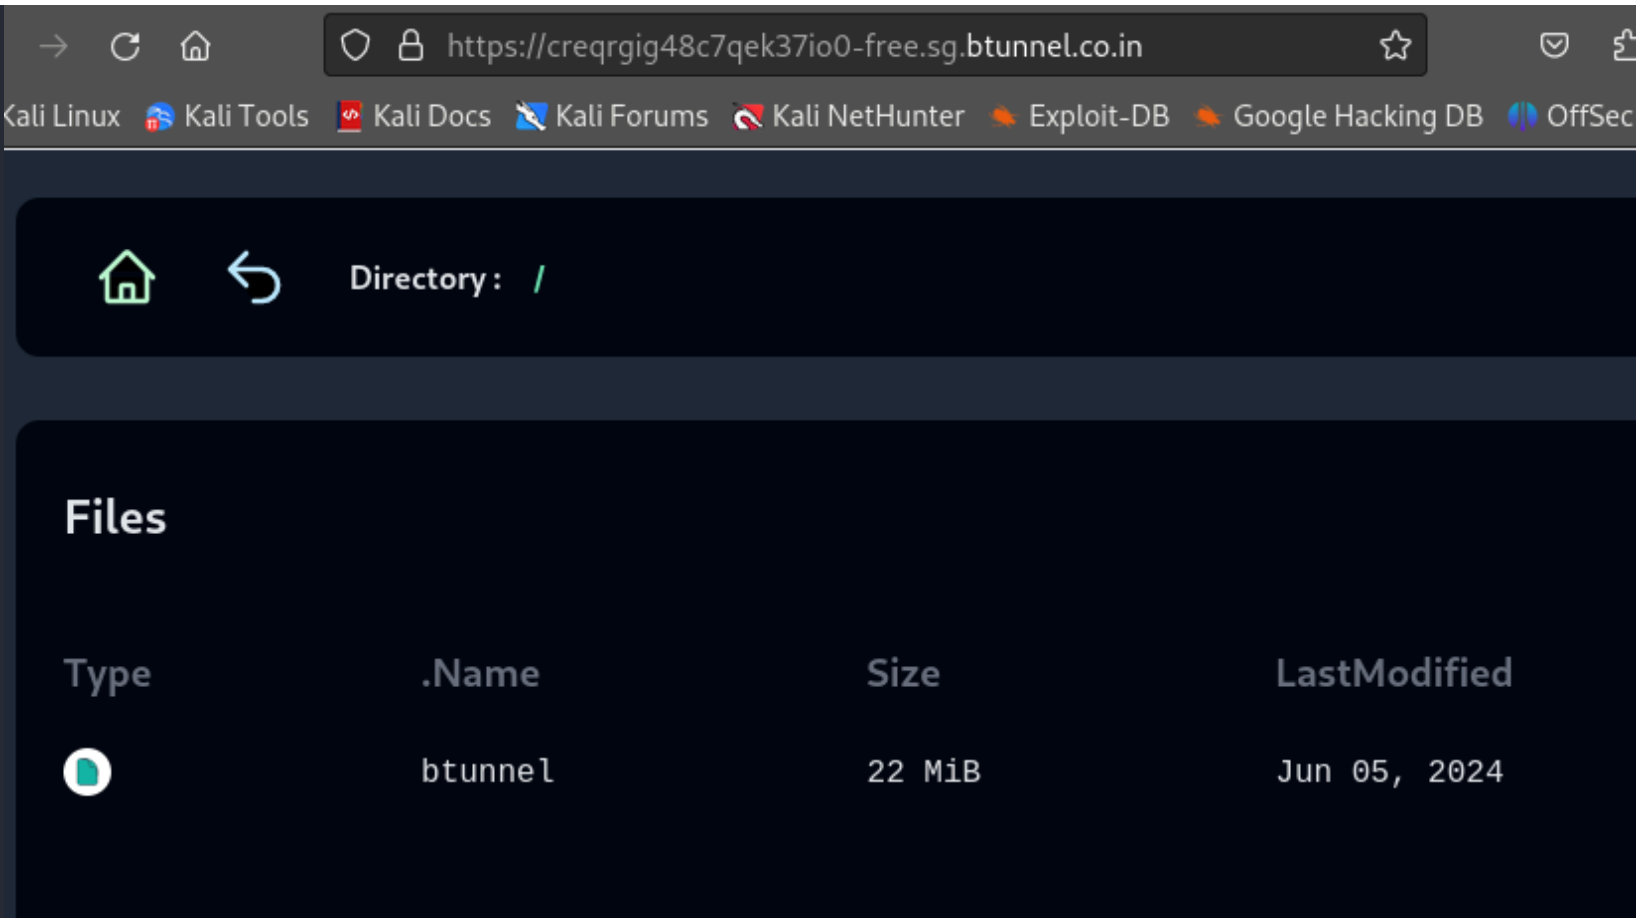 https://creqrgig48c7qek37io0-free.sg.btunnel.co.in
Kali Linux Kali Tools Kali Docs Kali Forums Kali NetHunter Exploit-DB Google Hacking DB OffSec
Directory : /
Files
Type .Name Size LastModified
btunnel 22 MiB Jun 05, 2024